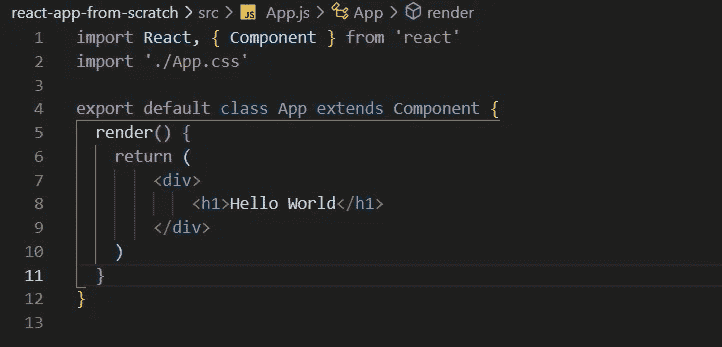 react-app-from-scratch > src > JS App.js > App > render
1 import React, { Component } from 'react'
2 import './App.css'
3
4 export default class App extends Component {
5 render() {
6 return (
7 <div>
8 <h1>Hello World</h1>
9 </div>
10 )
11 }
12 }
13